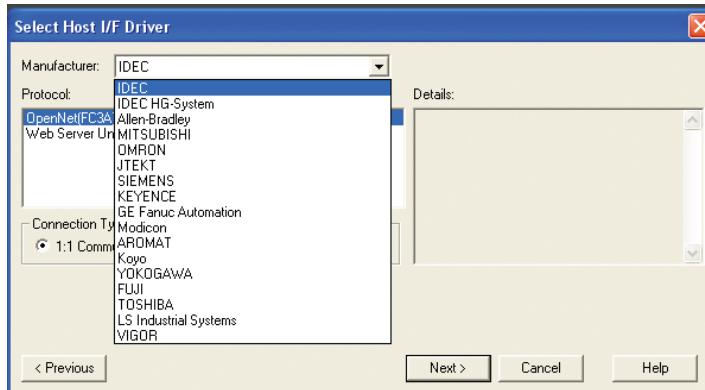 Select Host I/F Driver
Manufacturer: IDEC
Protocol:
Details:
IDEC
IDEC HG-System
OpenNet(FC3A
Allen-Bradley
Web Server Un
MITSUBISHI
OMRON
JTEKT
SIEMENS
KEYENCE
GE Fanuc Automation
Connection Ty
Modicon
1:1 Comm
AROMAT
Koyo
YOKOGAWA
FUJI
TOSHIBA
LS Industrial Systems
VIGOR
< Previous
Next >
Cancel
Help